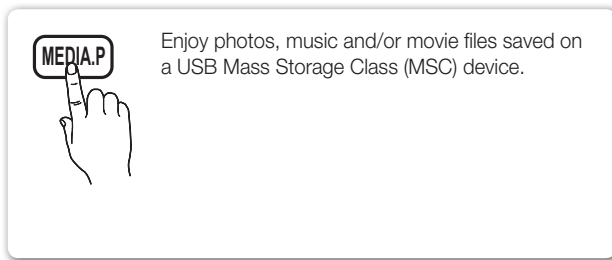 MEDIA.P
Enjoy photos, music and/or movie files saved on
a USB Mass Storage Class (MSC) device.